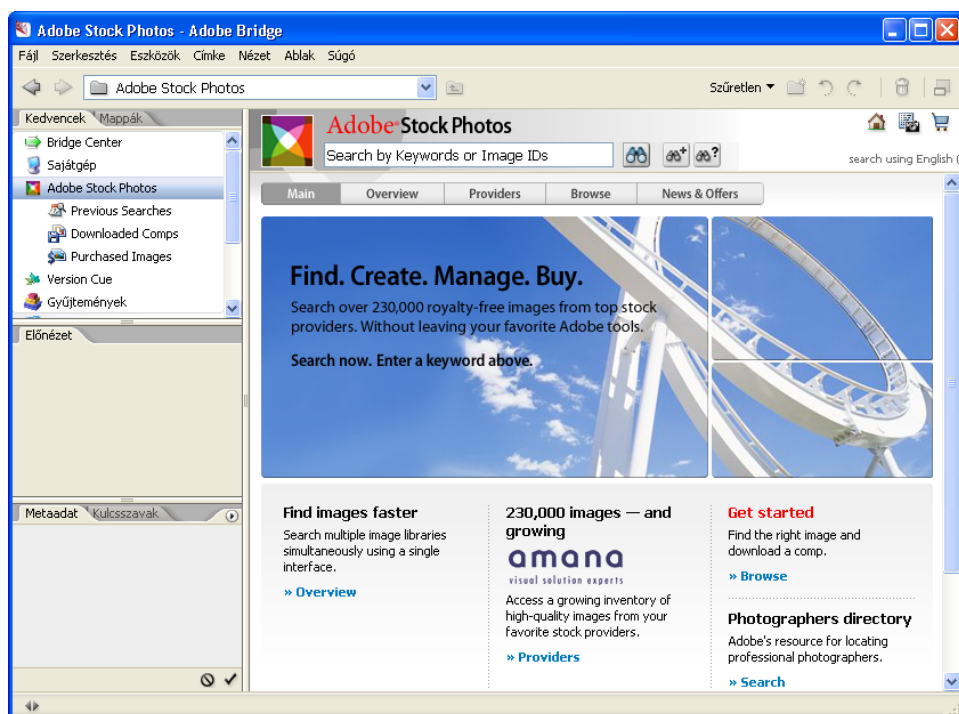 Adobe Stock Photos - Adobe Bridge
Fájl Szerkesztés Eszközök Címke Nézet Ablak Súgó
Adobe Stock Photos
Szűretlen
Kedvencek Mappák
Bridge Center
Sajátgép
Adobe Stock Photos
Previous Searches
Downloaded Comps
Purchased Images
Version Cue
Gyűjtemények
Előnézet
Metaadat Kulcsszavak
Adobe Stock Photos
Search by Keywords or Image IDs
search using English (
Main Overview Providers Browse News & Offers
Find. Create. Manage. Buy.
Search over 230,000 royalty-free images from top stock
providers. Without leaving your favorite Adobe tools.
Search now. Enter a keyword above.
Find images faster
Search multiple image libraries
simultaneously using a single
interface.
» Overview
230,000 images — and
growing
amana
visual solution experts
Access a growing inventory of
high-quality images from your
favorite stock providers.
» Providers
Get started
Find the right image and
download a comp.
» Browse
Photographers directory
Adobe's resource for locating
professional photographers.
» Search